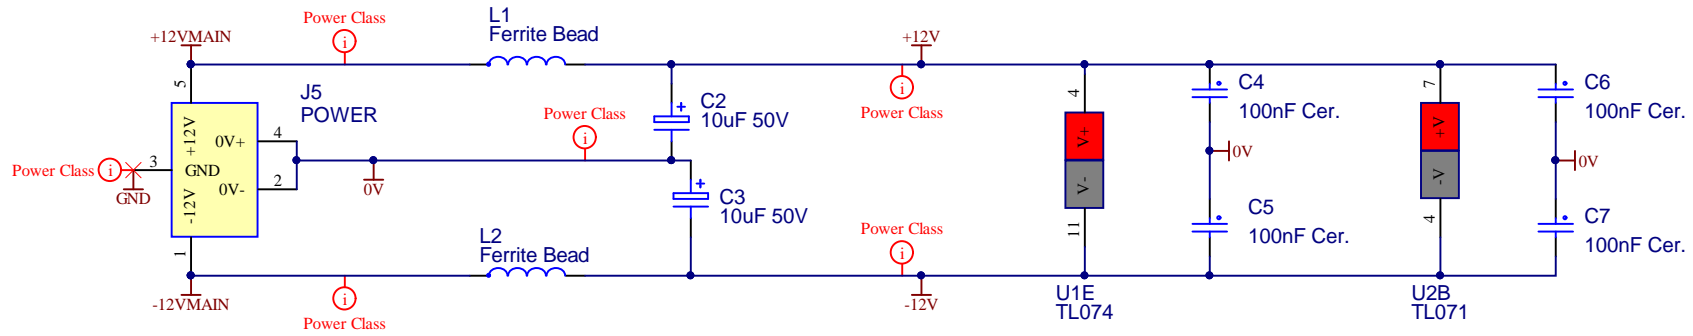 Power Class
L1
Ferrite Bead
+12VMAIN
+12V
5
J5
POWER
C2
10uF 50V
Power Class
Power Class
4
C4
100nF Cer.
7
C6
100nF Cer.
+12V
0V+
4
V+
+V
Power Class
3
GND
0V
0V
GND
-12V
0V-
2
0V
V-
-V
C3
10uF 50V
11
C5
100nF Cer.
4
C7
100nF Cer.
1
L2
Ferrite Bead
Power Class
-12VMAIN
-12V
Power Class
U1E
TL074
U2B
TL071
i
i
i
i
i
i